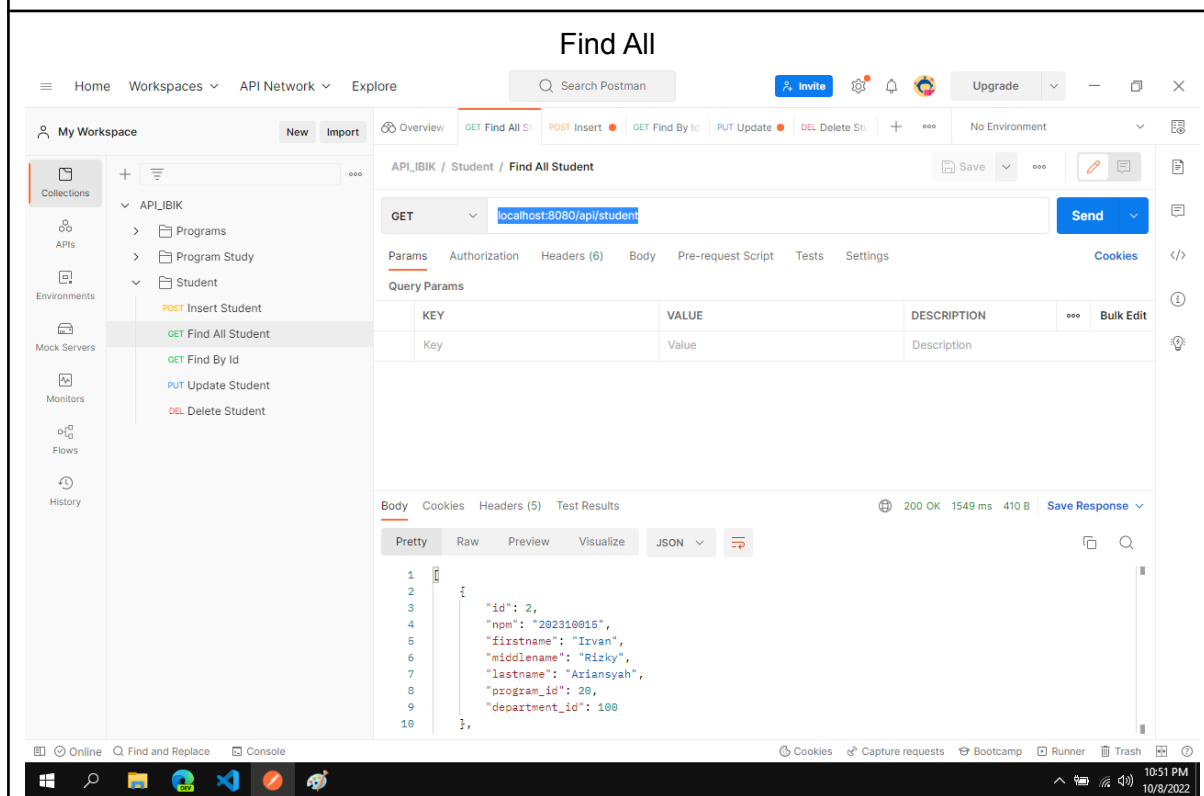 Find All
Home Workspaces API Network Explore Search Postman Invite Upgrade
My Workspace New Import Overview GET Find All St POST Insert GET Find By Id PUT Update DEL Delete Stu No Environment
API_IBIK / Student / Find All Student Save
Collections
API_IBIK
GET localhost:8080/api/student Send
Programs
APIs
Program Study
Params Authorization Headers (6) Body Pre-request Script Tests Settings Cookies
Student
Query Params
Environments
POST Insert Student
KEY VALUE DESCRIPTION Bulk Edit
GET Find All Student
Key Value Description
Mock Servers
GET Find By Id
PUT Update Student
Monitors
DEL Delete Student
Flows
History
Body Cookies Headers (5) Test Results 200 OK 1549 ms 410 B Save Response
Pretty Raw Preview Visualize JSON
1 [
2 {
3 "id": 2,
4 "npm": "202310015",
5 "firstname": "Irvan",
6 "middlename": "Rizky",
7 "lastname": "Ariansyah",
8 "program_id": 20,
9 "department_id": 100
10 },
Online Find and Replace Console Cookies Capture requests Bootcamp Runner Trash
DEV
10:51 PM
10/8/2022